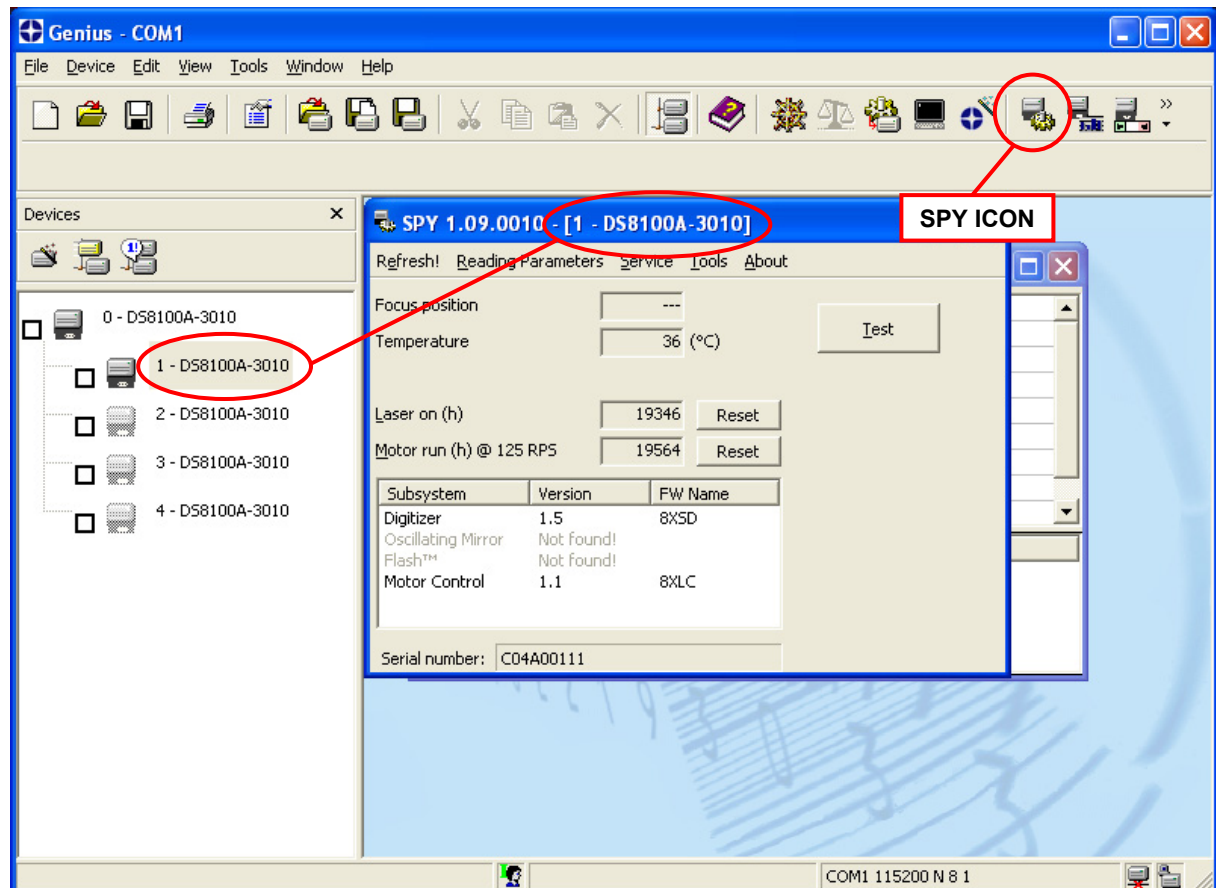 Genius - COM1
File Device Edit View Tools Window Help
SPY ICON
Devices
0 - DS8100A-3010
1 - DS8100A-3010
2 - DS8100A-3010
3 - DS8100A-3010
4 - DS8100A-3010
SPY 1.09.0010 - [1 - DS8100A-3010]
Refresh! Reading Parameters Service Tools About
Focus position ---
Temperature 36 (°C)
Test
Laser on (h) 19346 Reset
Motor run (h) @ 125 RPS 19564 Reset
Subsystem Version FW Name
Digitizer 1.5 8XSD
Oscillating Mirror Not found!
Flash™ Not found!
Motor Control 1.1 8XLC
Serial number: C04A00111
COM1 115200 N 8 1